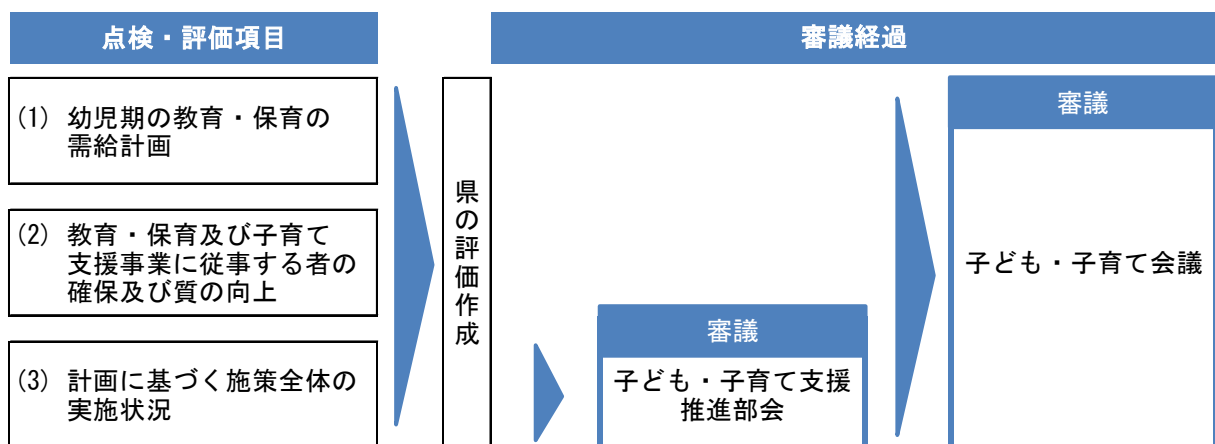 点検・評価項目
審議経過
(1) 幼児期の教育・保育の
需給計画
(2) 教育・保育及び子育て
支援事業に従事する者の
確保及び質の向上
(3) 計画に基づく施策全体の
実施状況
県の評価作成
審議
子ども・子育て支援
推進部会
審議
子ども・子育て会議